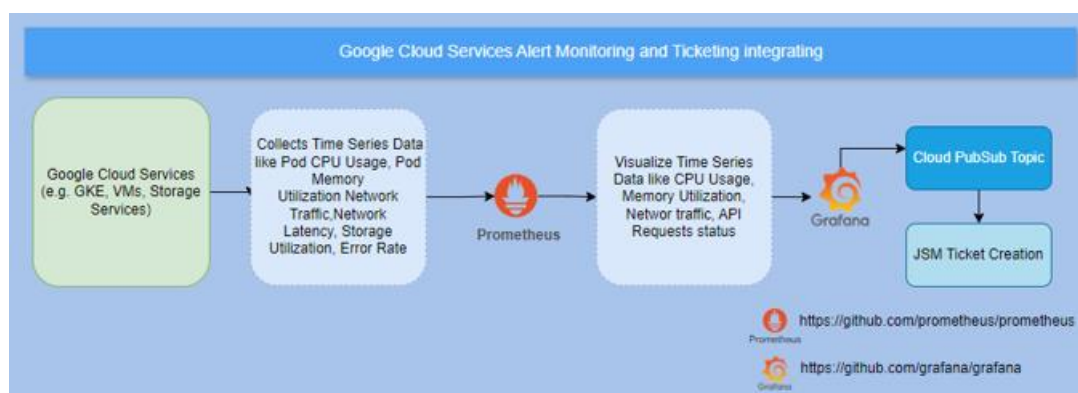 Google Cloud Services Alert Monitoring and Ticketing integrating
Google Cloud Services
(e.g. GKE, VMs, Storage
Services)
Collects Time Series Data
like Pod CPU Usage, Pod
Memory
Utilization Network
Traffic,Network
Latency, Storage
Utilization, Error Rate
Prometheus
Visualize Time Series
Data like CPU Usage,
Memory Utilization,
Networ traffic, API
Requests status
Grafana
Cloud PubSub Topic
JSM Ticket Creation
Prometheus
https://github.com/prometheus/prometheus
Grafana
https://github.com/grafana/grafana